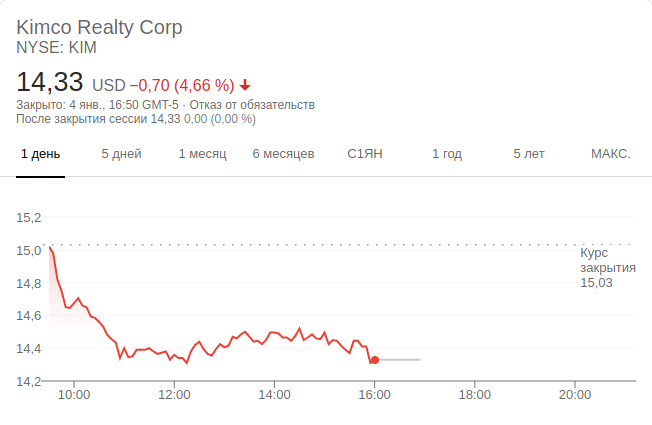 Kimco Realty Corp
NYSE: KIM
14,33 USD −0,70 (4,66 %)
Закрыто: 4 янв., 16:50 GMT-5 · Отказ от обязательств
После закрытия сессии 14,33 0,00 (0,00 %)
1 день 5 дней 1 месяц 6 месяцев С1ЯН 1 год 5 лет МАКС.
15,2
15,0
14,8
14,6
14,4
14,2
Курс
закрытия
15,03
10:00 12:00 14:00 16:00 18:00 20:00